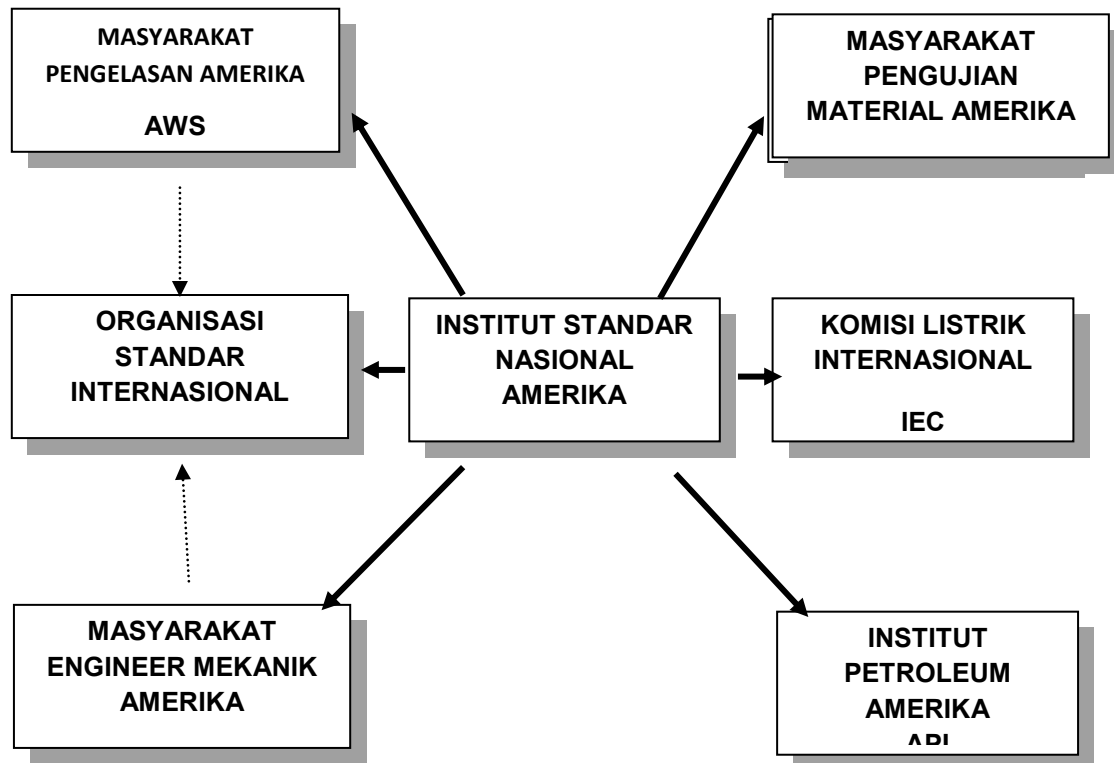 MASYARAKAT
PENGELASAN AMERIKA
AWS
MASYARAKAT
PENGUJIAN
MATERIAL AMERIKA
ORGANISASI
STANDAR
INTERNASIONAL
INSTITUT STANDAR
NASIONAL
AMERIKA
KOMISI LISTRIK
INTERNASIONAL
IEC
MASYARAKAT
ENGINEER MEKANIK
AMERIKA
INSTITUT
PETROLEUM
AMERIKA
API